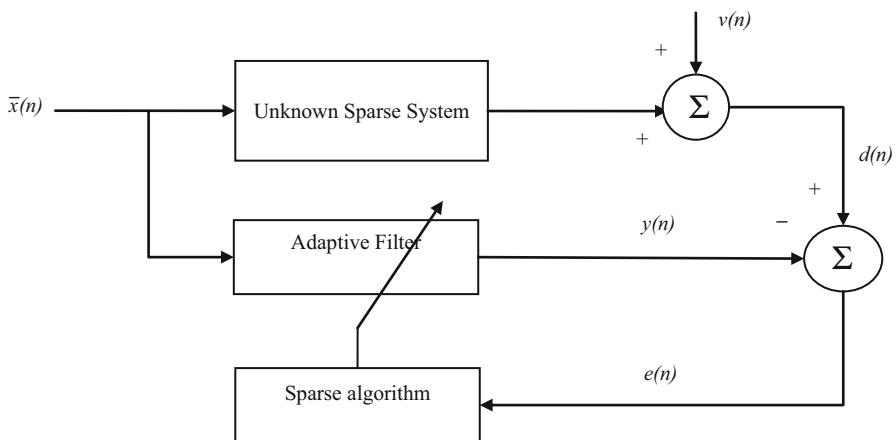 v(n)
+
x̅(n)
Unknown Sparse System
Σ
+
d(n)
+
y(n)
−
Adaptive Filter
Σ
e(n)
Sparse algorithm